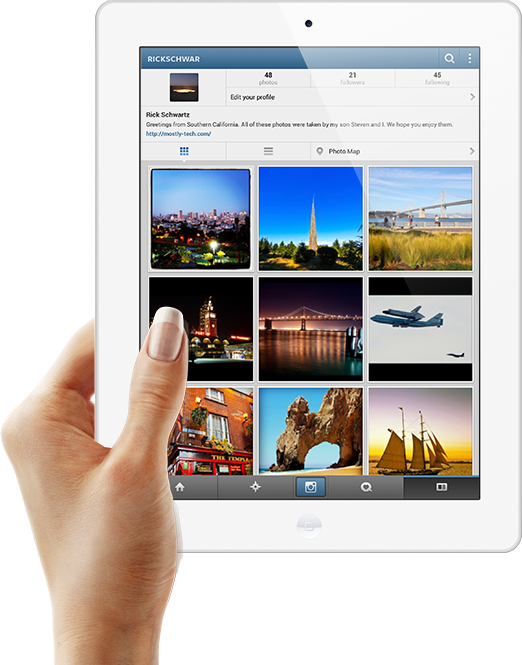 RICKSCHWAR
48
photos
21
followers
45
following
Edit your profile
Rick Schwartz
Greetings from Southern California. All of these photos were taken by my son Steven and I. We hope you enjoy them.
http://mostly-tech.com/
Photo Map
THE TEMPLE